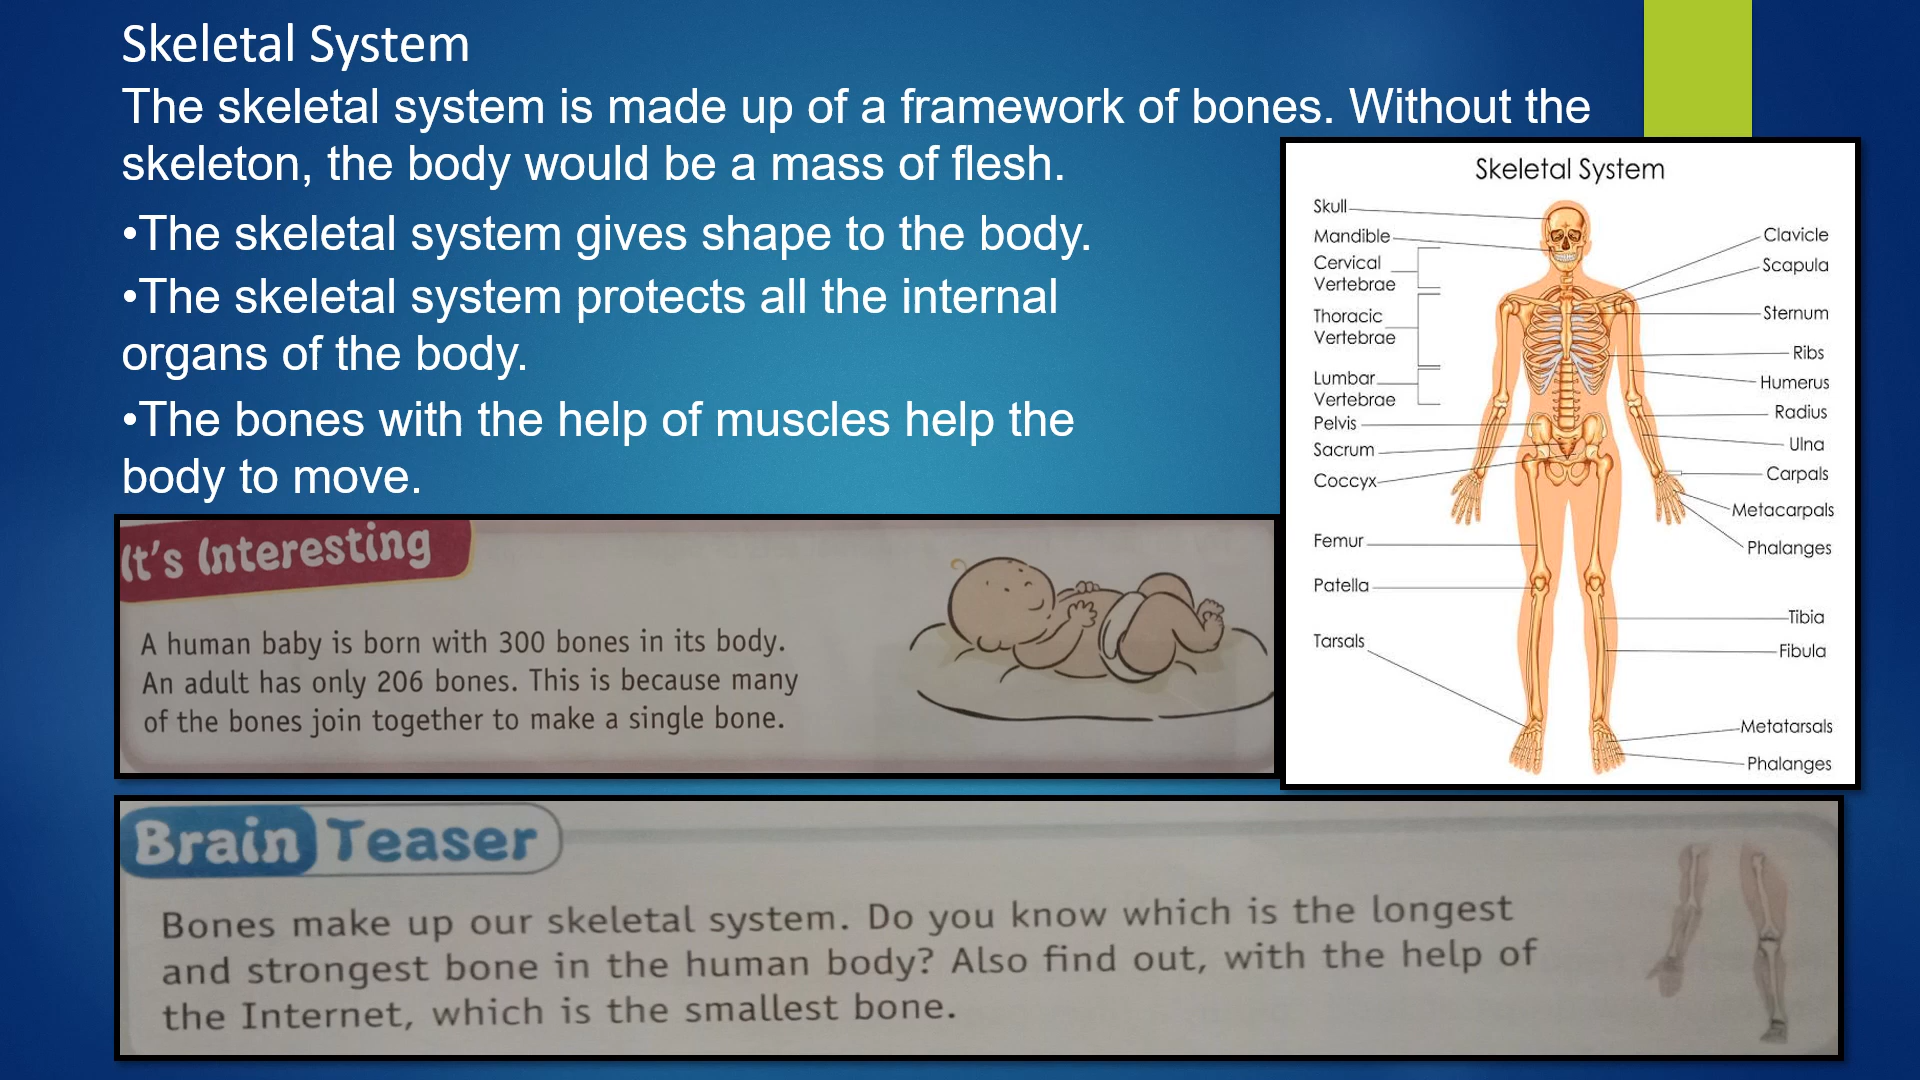 Skeletal System
The skeletal system is made up of a framework of bones. Without the
skeleton, the body would be a mass of flesh.
•The skeletal system gives shape to the body.
•The skeletal system protects all the internal
organs of the body.
•The bones with the help of muscles help the
body to move.
It's Interesting
A human baby is born with 300 bones in its body.
An adult has only 206 bones. This is because many
of the bones join together to make a single bone.
Skeletal System
Skull
Mandible
Cervical
Vertebrae
Thoracic
Vertebrae
Lumbar
Vertebrae
Pelvis
Sacrum
Coccyx
Femur
Patella
Tarsals
Clavicle
Scapula
Sternum
Ribs
Humerus
Radius
Ulna
Carpals
Metacarpals
Phalanges
Tibia
Fibula
Metatarsals
Phalanges
Brain Teaser
Bones make up our skeletal system. Do you know which is the longest
and strongest bone in the human body? Also find out, with the help of
the Internet, which is the smallest bone.